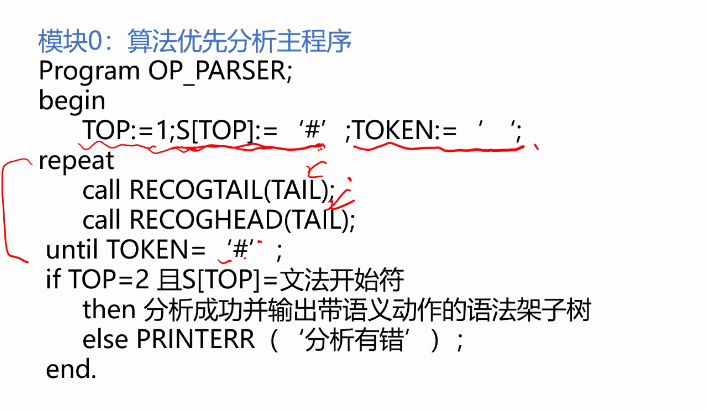 模块0：算法优先分析主程序
Program OP_PARSER;
begin
TOP:=1;S[TOP]:=‘#’;TOKEN:=‘ ‘;
repeat
call RECOGTAIL(TAIL);
call RECOGHEAD(TAIL);
until TOKEN=‘#’;
if TOP=2 且S[TOP]=文法开始符
then 分析成功并输出带语义动作的语法架子树
else PRINTERR（‘分析有错’）;
end.